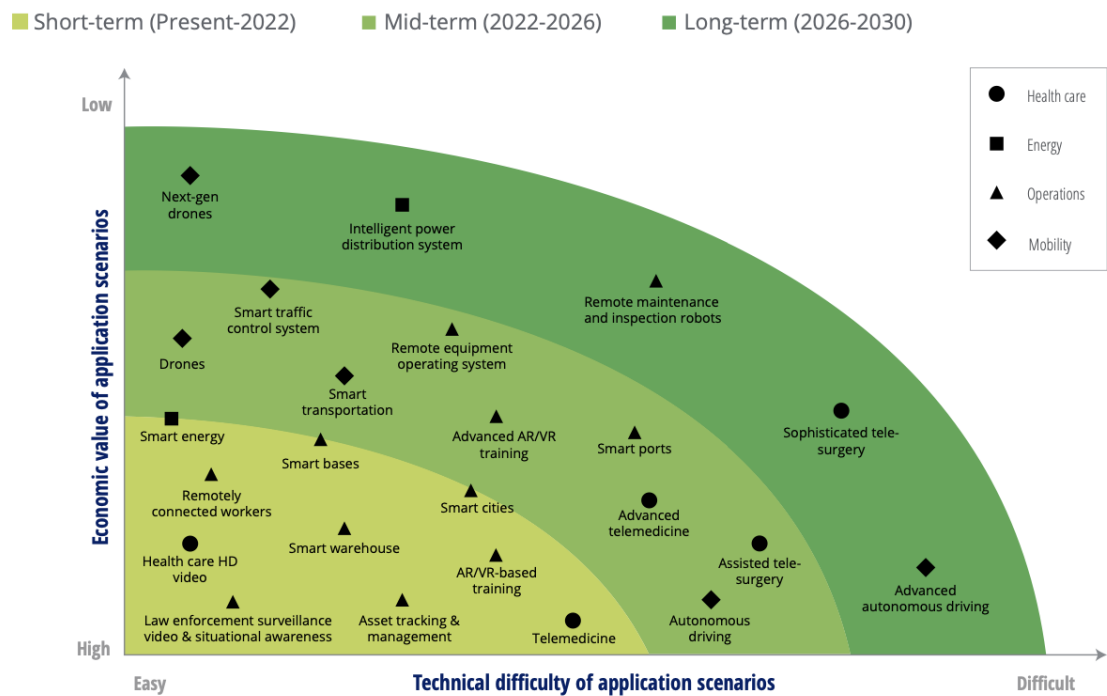 Short-term (Present-2022)
Mid-term (2022-2026)
Long-term (2026-2030)
Low
Health care
Energy
Operations
Mobility
Economic value of application scenarios
Next-gen
drones
Intelligent power
distribution system
Remote maintenance
and inspection robots
Smart traffic
control system
Remote equipment
operating system
Drones
Smart
transportation
Sophisticated tele-
surgery
Smart energy
Advanced AR/VR
training
Smart ports
Smart bases
Remotely
connected workers
Smart cities
Advanced
telemedicine
Smart warehouse
Health care HD
video
AR/VR-based
training
Assisted tele-
surgery
Advanced
autonomous driving
Law enforcement surveillance
video & situational awareness
Asset tracking &
management
Telemedicine
Autonomous
driving
High
Easy
Technical difficulty of application scenarios
Difficult